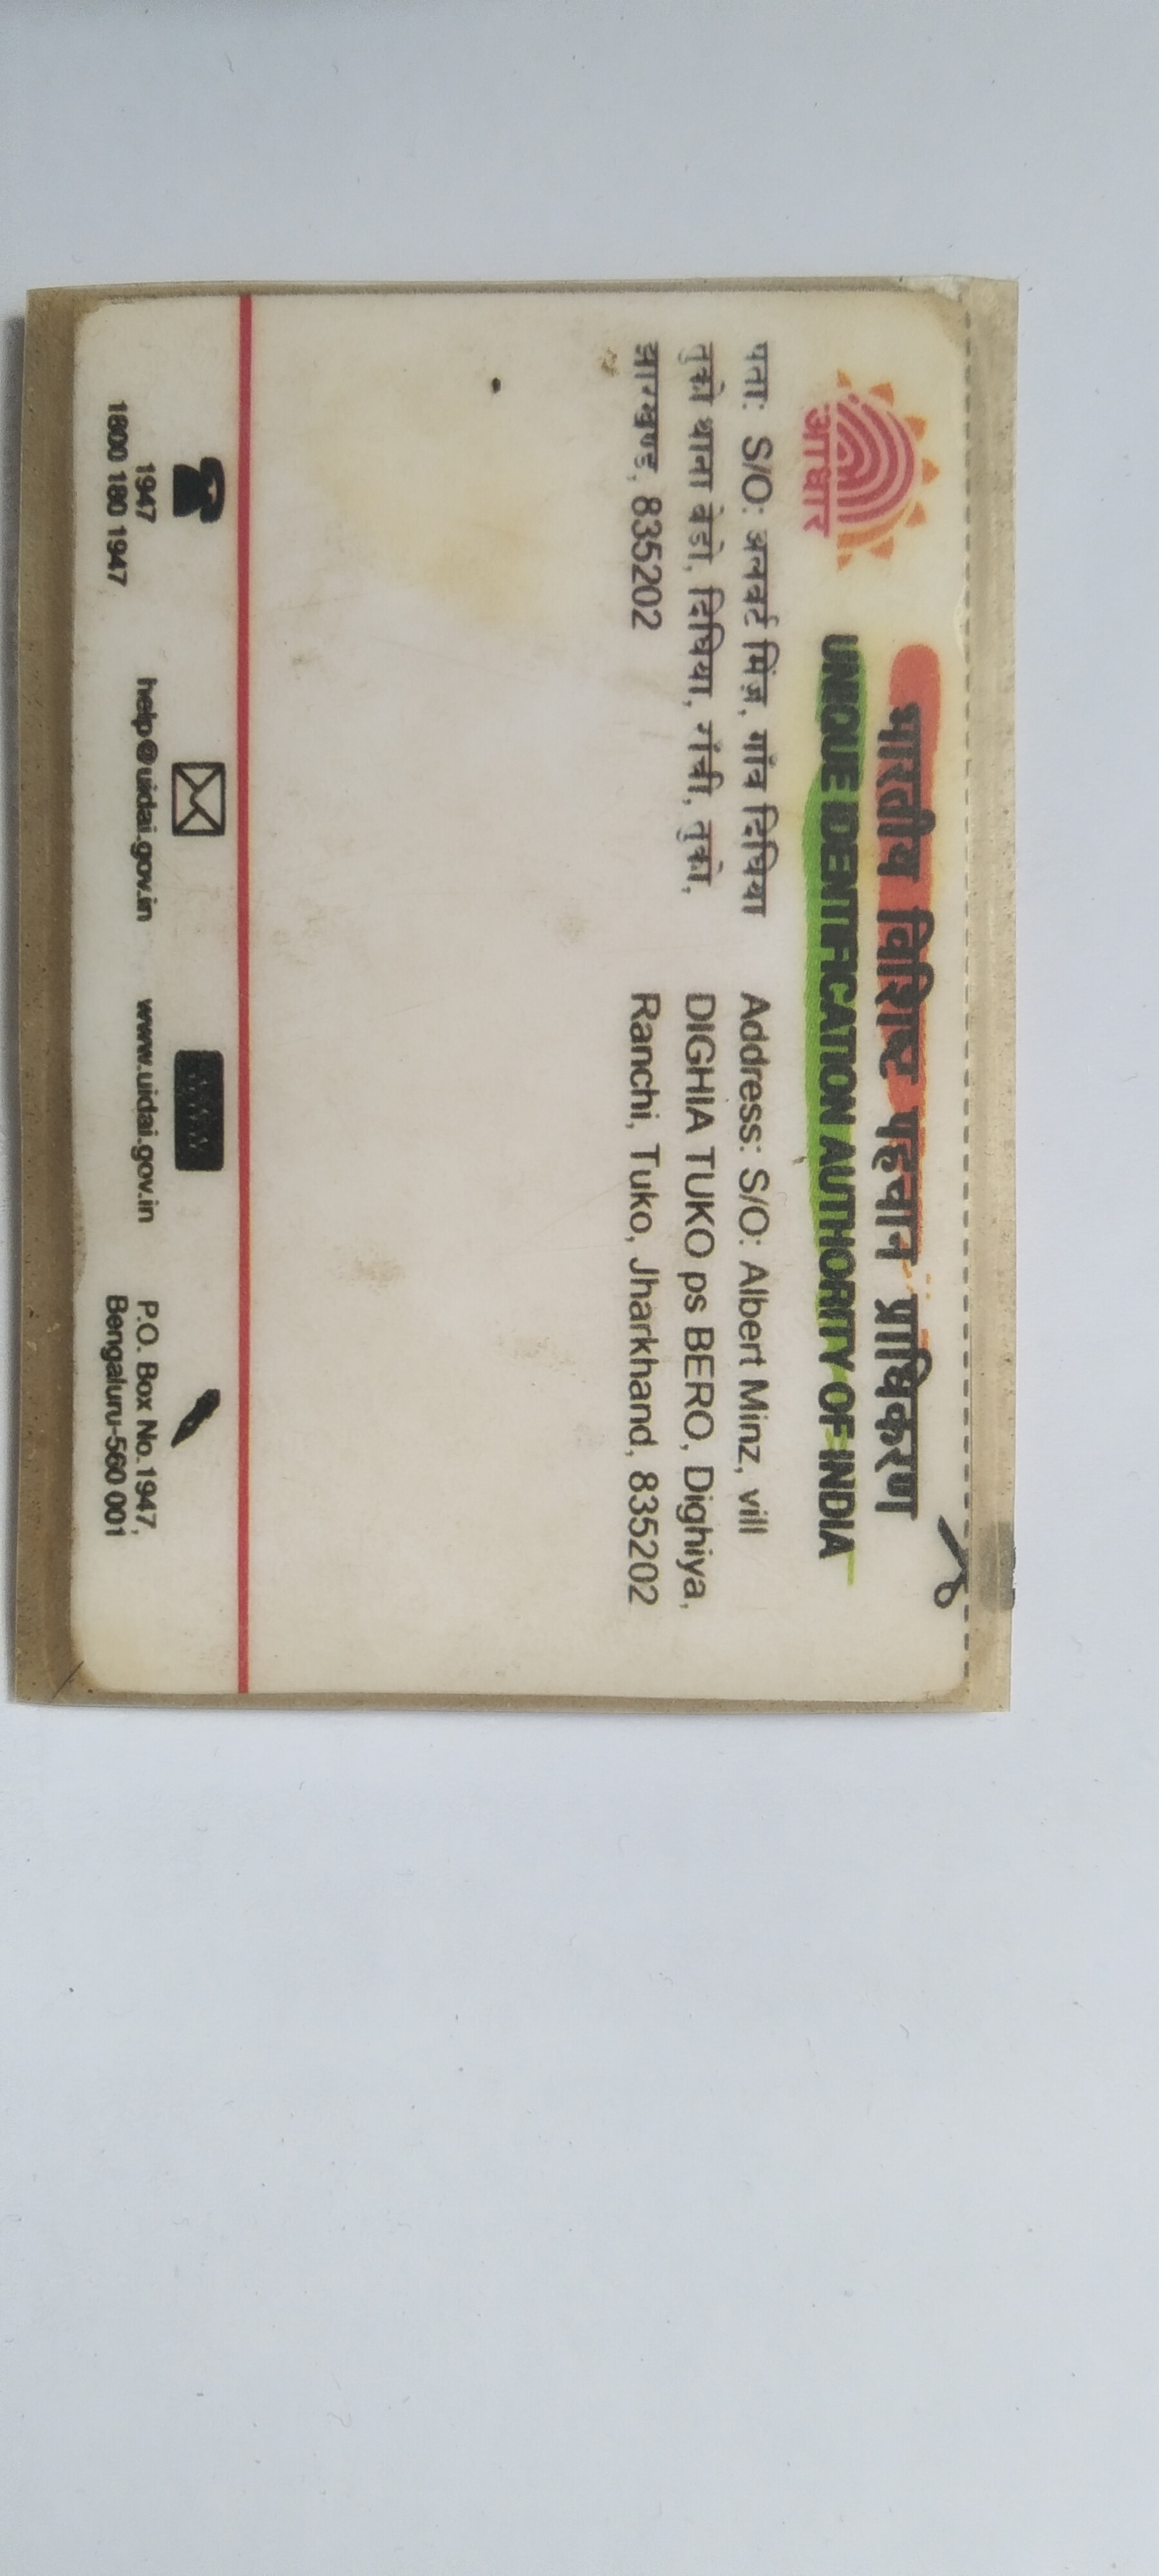 भारतीय विशिष्ट पहचान प्राधिकरण
UNIQUE IDENTIFICATION AUTHORITY OF INDIA
आधार
पता: S/O: अलबर्ट मिंज, गाँव दिघिया
तुको थाना बेड़ो, दिघिया, राँची, तुको,
झारखण्ड, 835202
Address: S/O: Albert Minz, vill
DIGHIA TUKO ps BERO, Dighiya,
Ranchi, Tuko, Jharkhand, 835202
1947
1800 180 1947
help@uidai.gov.in
www
www.uidai.gov.in
P.O. Box No.1947,
Bengaluru-560 001